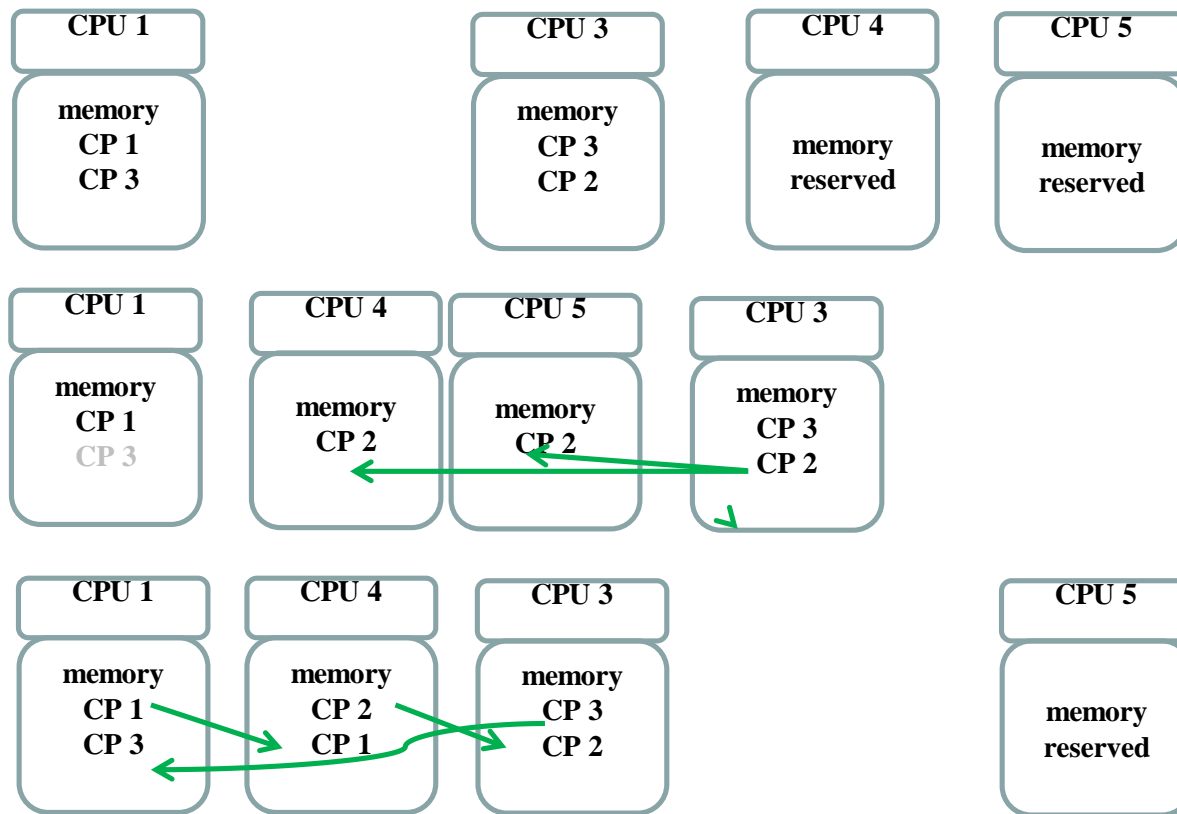 CPU 1
memory
CP 1
CP 3
CPU 3
memory
CP 3
CP 2
CPU 4
memory
reserved
CPU 5
memory
reserved
CPU 1
memory
CP 1
CP 3
CPU 4
memory
CP 2
CPU 5
memory
CP 2
CPU 3
memory
CP 3
CP 2
CPU 1
memory
CP 1
CP 3
CPU 4
memory
CP 2
CP 1
CPU 3
memory
CP 3
CP 2
CPU 5
memory
reserved